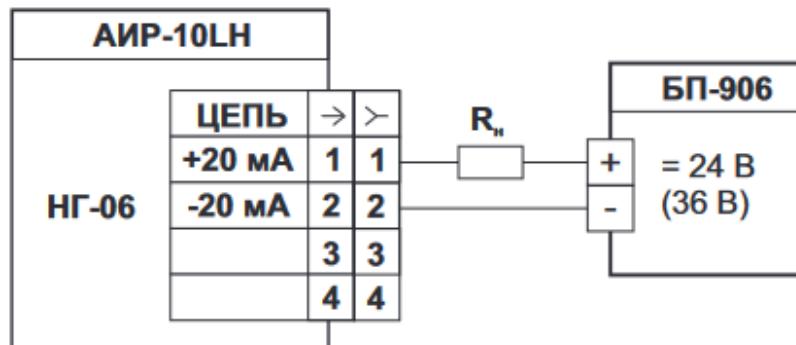 АИР-10LH
НГ-06
ЦЕПЬ → ≻
+20 мА 1 1
-20 мА 2 2
3 3
4 4
Rн
БП-906
+ = 24 В
- (36 В)